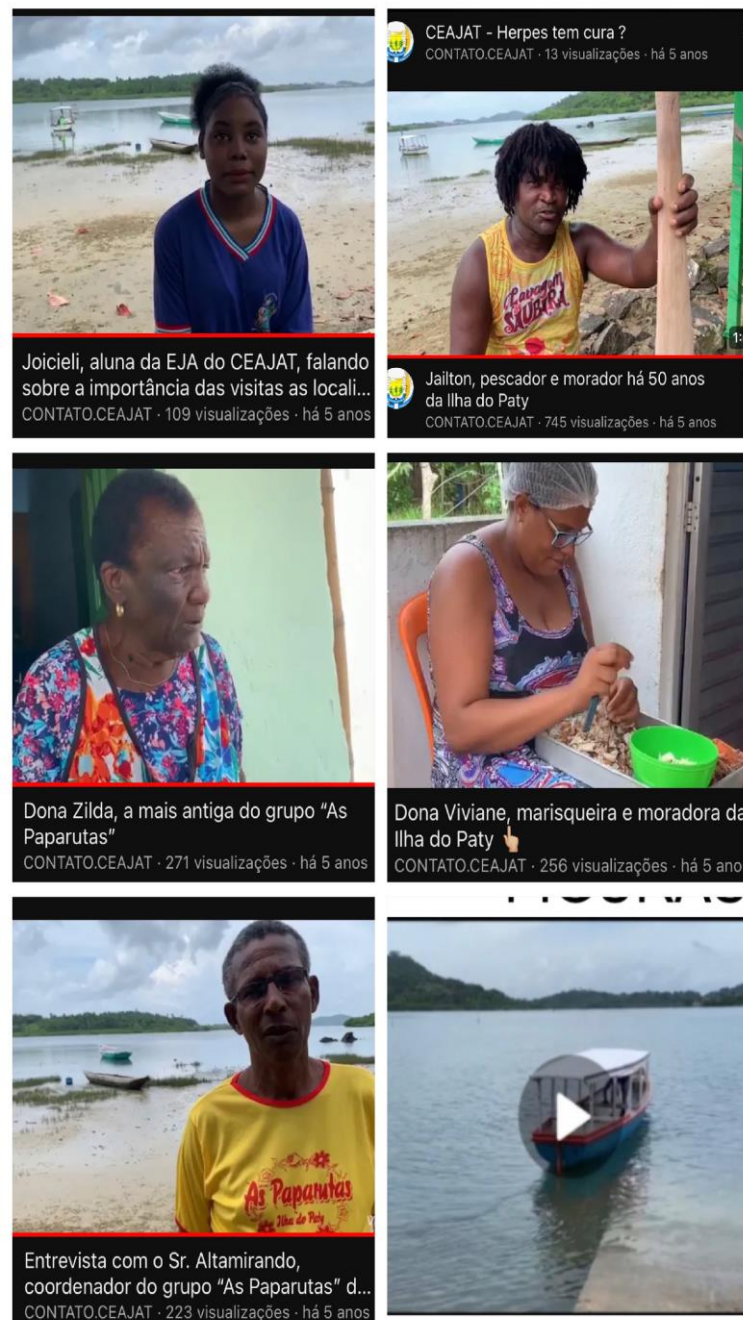 CEAJAT - Herpes tem cura ?
CONTATO.CEAJAT · 13 visualizações · há 5 anos
Joicieli, aluna da EJA do CEAJAT, falando
sobre a importância das visitas as locali...
CONTATO.CEAJAT · 109 visualizações · há 5 anos
Lavagem
SAUBARA
1:
Jailton, pescador e morador há 50 anos
da Ilha do Paty
CONTATO.CEAJAT · 745 visualizações · há 5 anos
Dona Zilda, a mais antiga do grupo “As
Paparutas”
CONTATO.CEAJAT · 271 visualizações · há 5 anos
Dona Viviane, marisqueira e moradora da
Ilha do Paty 👆🏼
CONTATO.CEAJAT · 256 visualizações · há 5 ano
As Paparutas
Ilha do Paty
Entrevista com o Sr. Altamirando,
coordenador do grupo “As Paparutas” d...
CONTATO.CEAJAT · 223 visualizações · há 5 anos